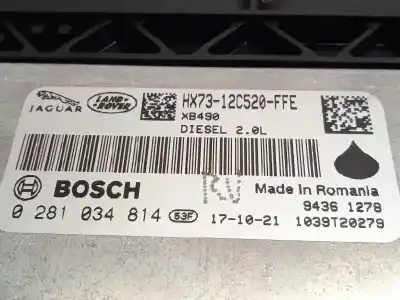 JAGUAR
LAND ROVER
HX73-12C520-FFE
XB490
DIESEL 2.0L
RU
BOSCH
Made in Romania
9436 1278
0 281 034 814 53F 17-10-21 1039T20279